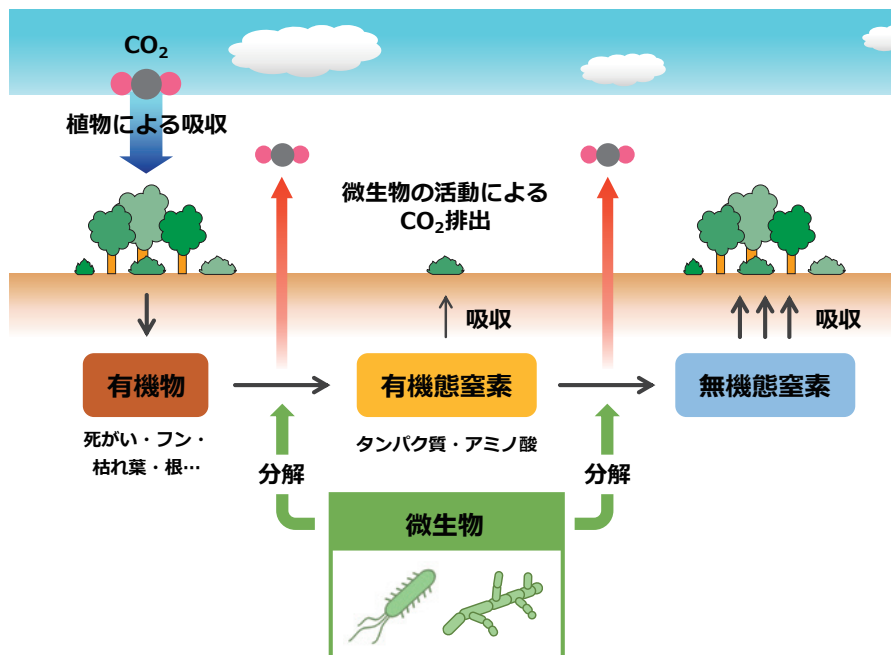 CO₂
植物による吸収
微生物の活動による
CO₂排出
吸収
吸収
有機物
有機態窒素
無機態窒素
死がい・フン・
枯れ葉・根…
タンパク質・アミノ酸
分解
分解
微生物